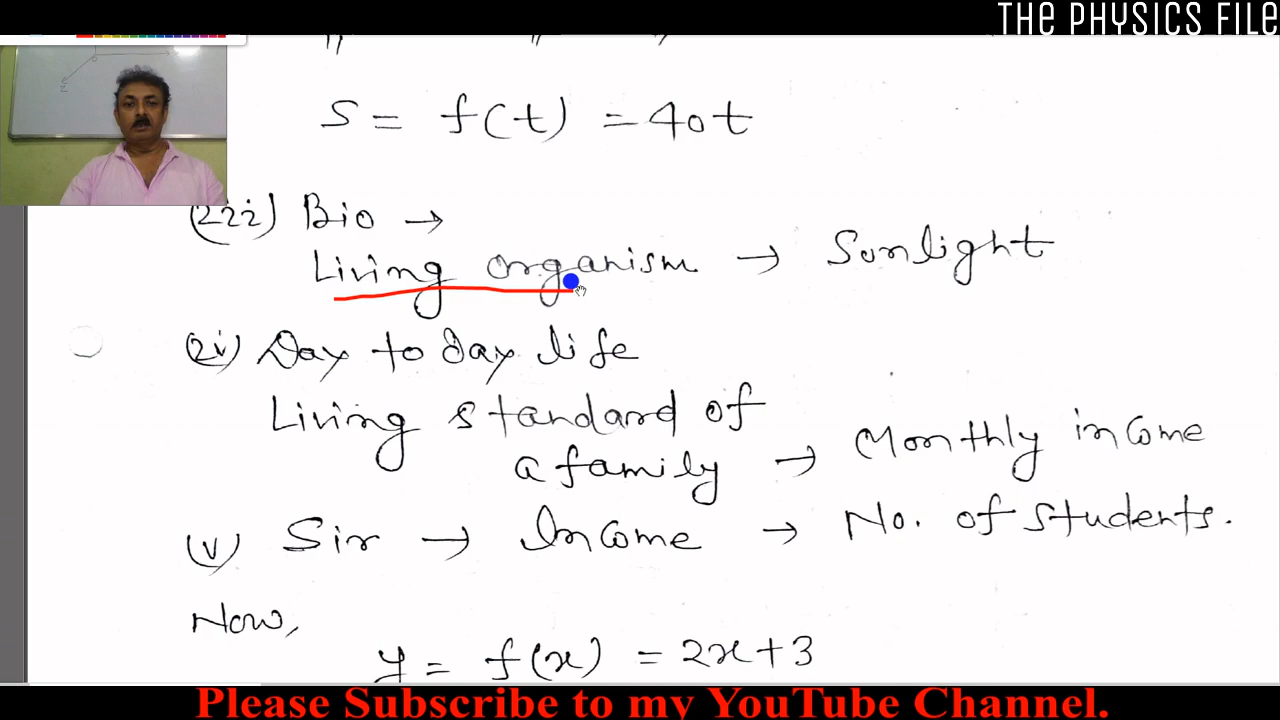 THE PHYSICS FILE
S = f(t) = 40t
(iii) Bio →
Living organism → Sunlight
(iv) Day to day life
Living standard of
a family → Monthly income
(v) Sir → Income → No. of students.
Now,
y = f(x) = 2x+3
Please Subscribe to my YouTube Channel.